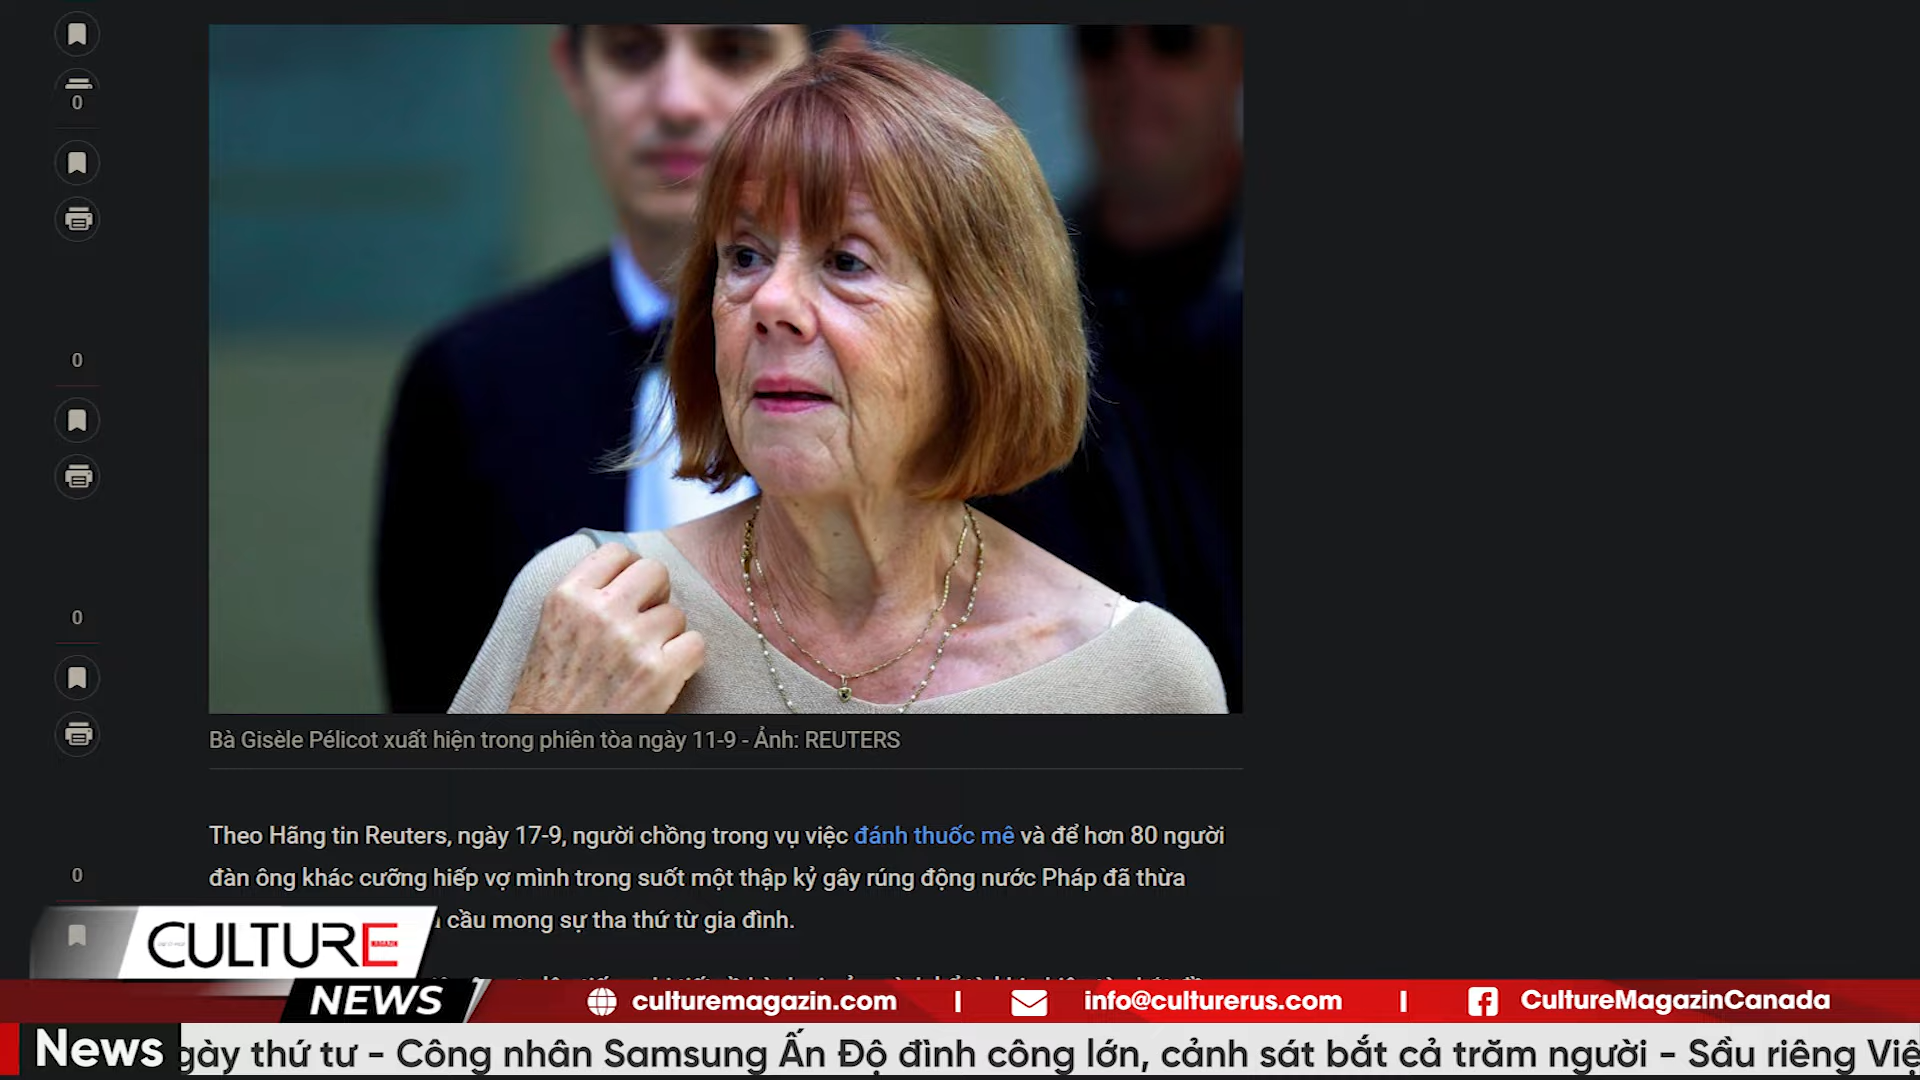 0
0
0
0
Bà Gisèle Pélicot xuất hiện trong phiên tòa ngày 11-9 - Ảnh: REUTERS
Theo Hãng tin Reuters, ngày 17-9, người chồng trong vụ việc đánh thuốc mê và để hơn 80 người
đàn ông khác cưỡng hiếp vợ mình trong suốt một thập kỷ gây rúng động nước Pháp đã thừa
cầu mong sự tha thứ từ gia đình.
CULTURE
MAGAZINE
NEWS
culturemagazin.com | info@culturerus.com | CultureMagazinCanada
News gày thứ tư - Công nhân Samsung Ấn Độ đình công lớn, cảnh sát bắt cả trăm người - Sầu riêng Việ